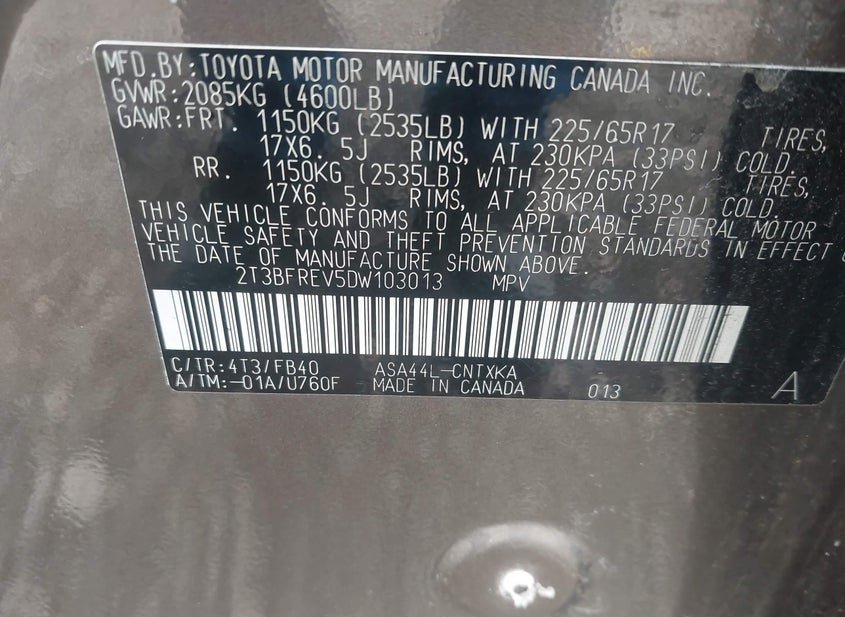 MFD.BY:TOYOTA MOTOR MANUFACTURING CANADA INC.
GVWR:2085KG (4600LB)
GAWR:FRT. 1150KG (2535LB) WITH 225/65R17 TIRES,
17X6. 5J RIMS, AT 230KPA (33PSI) COLD.
RR. 1150KG (2535LB) WITH 225/65R17 TIRES,
17X6. 5J RIMS, AT 230KPA (33PSI) COLD.
THIS VEHICLE CONFORMS TO ALL APPLICABLE FEDERAL MOTOR
VEHICLE SAFETY AND THEFT PREVENTION STANDARDS IN EFFECT
THE DATE OF MANUFACTURE SHOWN ABOVE.
2T3BFREV5DW103013 MPV
C/TR:4T3/FB40 ASA44L-CNTXKA
A/TM:-01A/U760F MADE IN CANADA 013 A